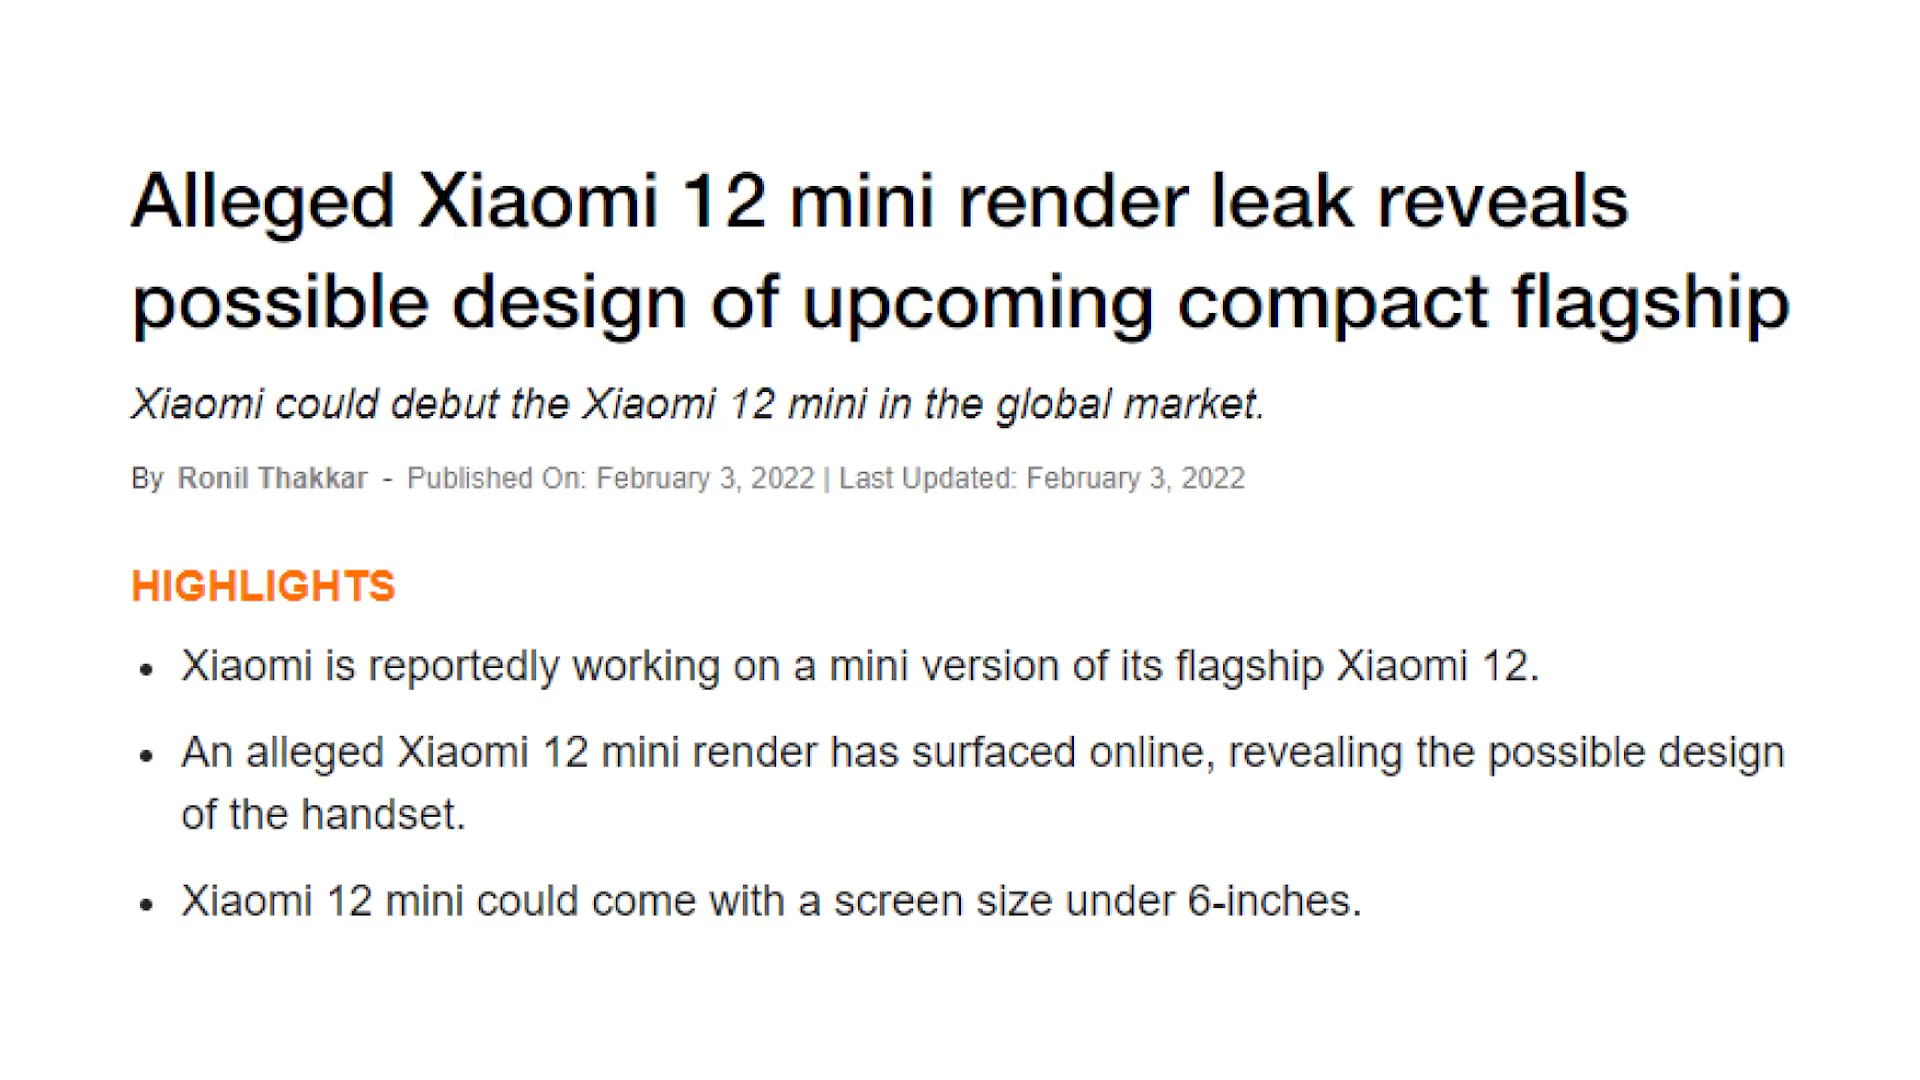 Alleged Xiaomi 12 mini render leak reveals
possible design of upcoming compact flagship
Xiaomi could debut the Xiaomi 12 mini in the global market.
By Ronil Thakkar - Published On: February 3, 2022 | Last Updated: February 3, 2022
HIGHLIGHTS
• Xiaomi is reportedly working on a mini version of its flagship Xiaomi 12.
• An alleged Xiaomi 12 mini render has surfaced online, revealing the possible design
of the handset.
• Xiaomi 12 mini could come with a screen size under 6-inches.